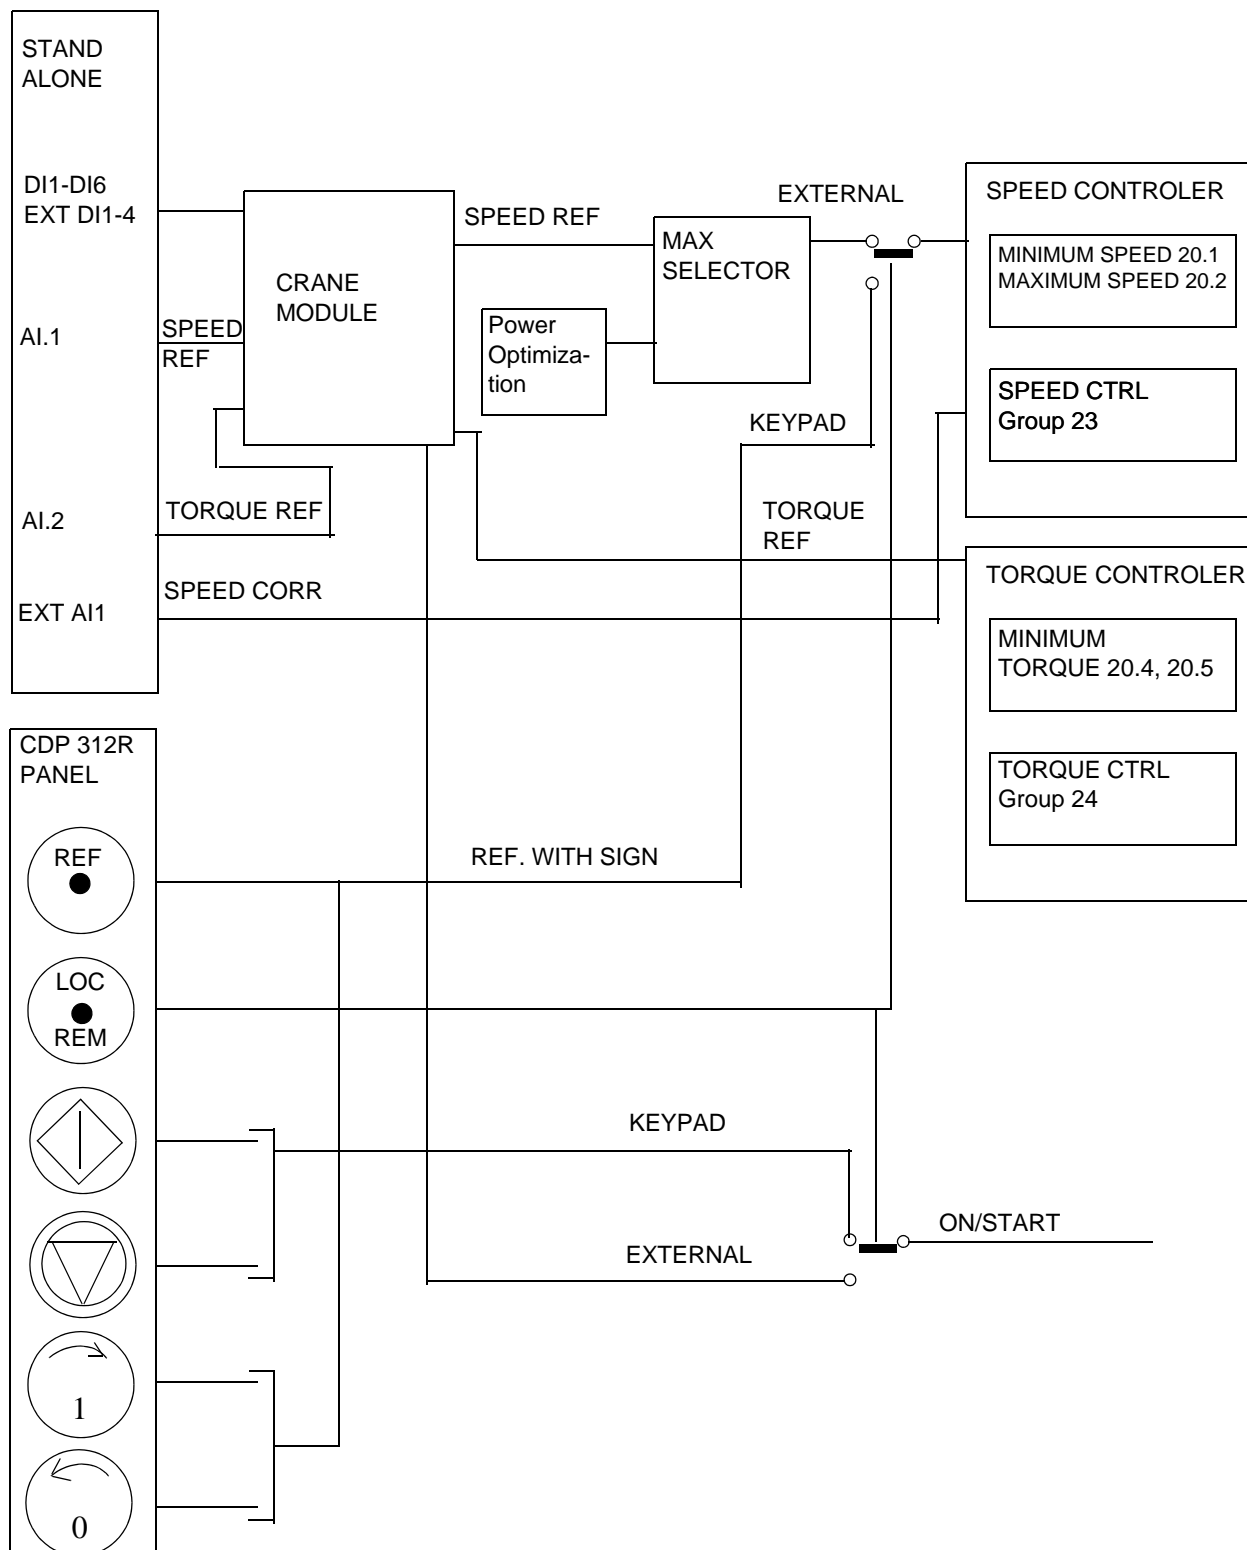 STAND
ALONE
DI1-DI6
EXT DI1-4
AI.1
AI.2
EXT AI1
SPEED
REF
TORQUE REF
SPEED CORR
CRANE
MODULE
SPEED REF
Power
Optimiza-
tion
MAX
SELECTOR
EXTERNAL
KEYPAD
TORQUE
REF
SPEED CONTROLER
MINIMUM SPEED 20.1
MAXIMUM SPEED 20.2
SPEED CTRL
Group 23
TORQUE CONTROLER
MINIMUM
TORQUE 20.4, 20.5
TORQUE CTRL
Group 24
CDP 312R
PANEL
REF
REF. WITH SIGN
LOC
REM
KEYPAD
EXTERNAL
ON/START
1
0